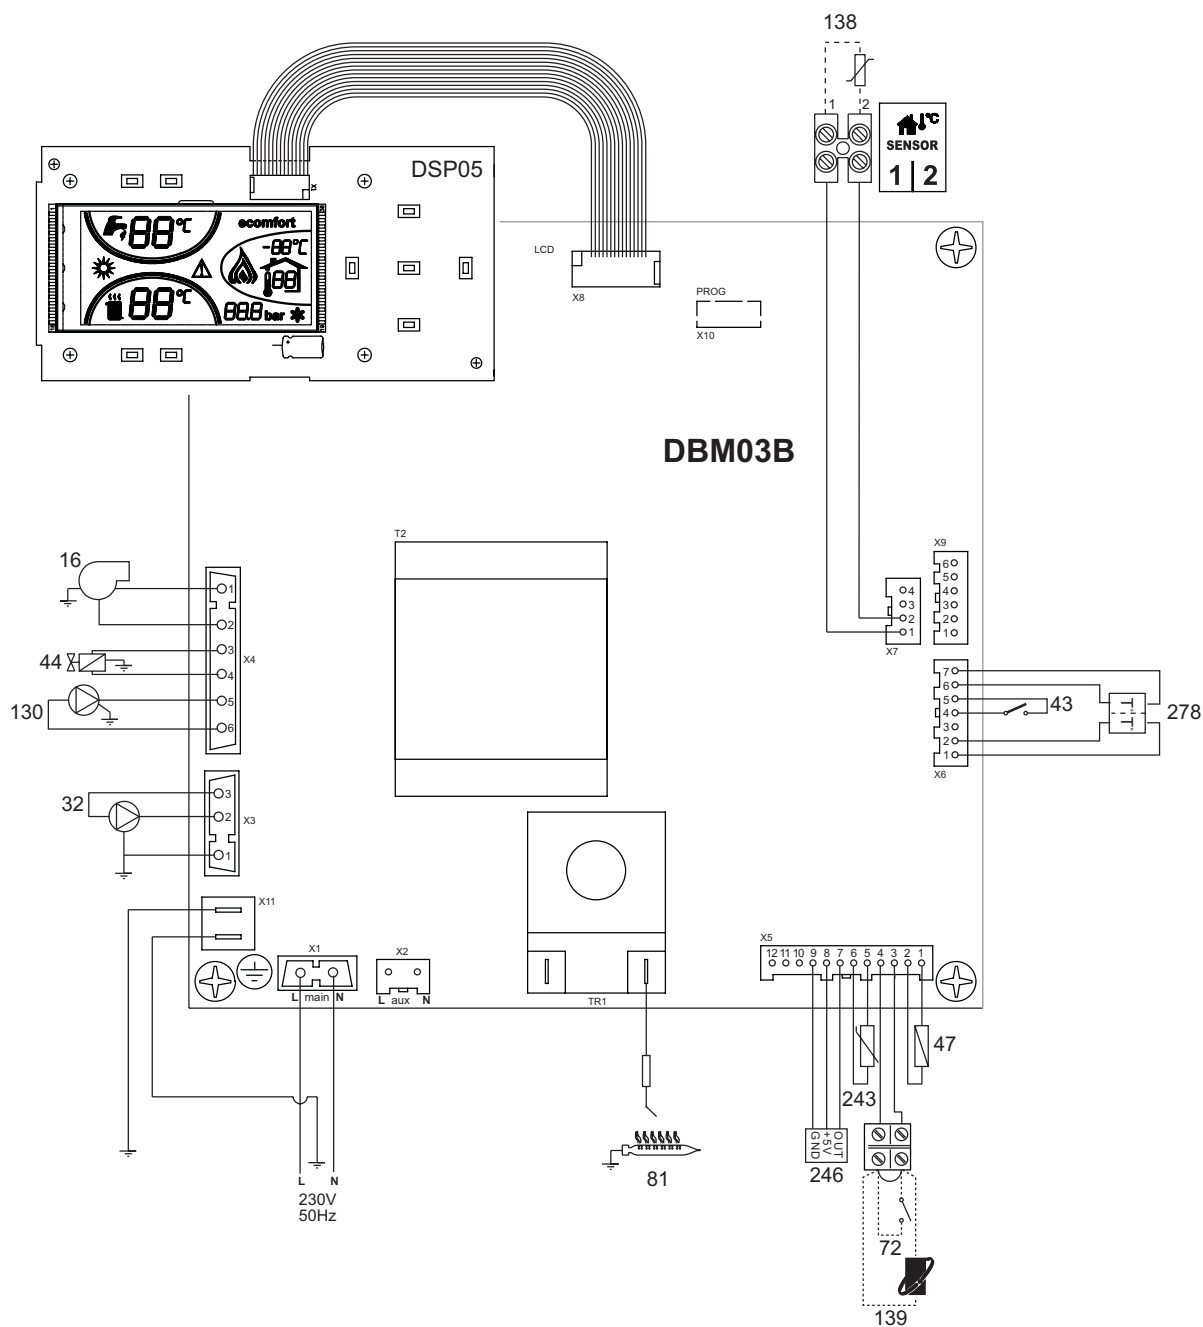 138
1 2
°C
SENSOR
1 | 2
DSP05
X1
88°C
ecomfort
-88°C
88
88°C
88.8 bar
LCD
X8
PROG
X10
DBM03B
T2
16
1
2
44
3
X4
4
130
5
6
X9
6
5
4
3
2
1
4
3
2
1
X7
7
6
5
4
3
2
1
X6
43
278
32
3
2
X3
1
X11
X1
L main N
X2
L aux N
TR1
X5
12 11 10 9 8 7 6 5 4 3 2 1
47
243
GND
+5V
OUT
246
81
L N
230V
50Hz
72
139